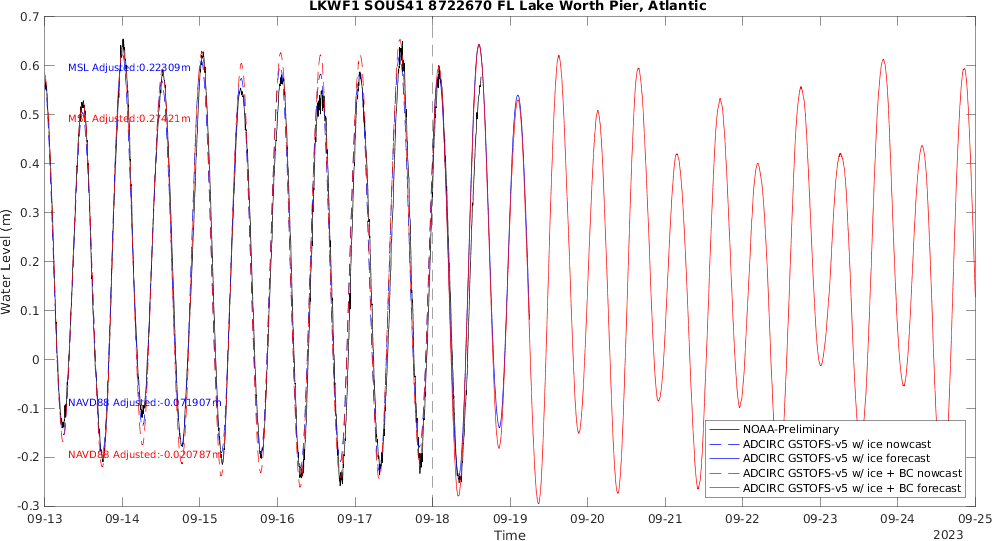 LKWF1 SOUS41 8722670 FL Lake Worth Pier, Atlantic
0.7
0.6
0.5
0.4
0.3
0.2
0.1
0
-0.1
-0.2
-0.3
Water Level (m)
MSL Adjusted:0.22309m
MSL Adjusted:0.27421m
NAVD88 Adjusted:-0.071907m
NAVD88 Adjusted:-0.020787m
NOAA-Preliminary
ADCIRC GSTOFS-v5 w/ ice nowcast
ADCIRC GSTOFS-v5 w/ ice forecast
ADCIRC GSTOFS-v5 w/ ice + BC nowcast
ADCIRC GSTOFS-v5 w/ ice + BC forecast
09-13 09-14 09-15 09-16 09-17 09-18 09-19 09-20 09-21 09-22 09-23 09-24 09-25
Time
2023